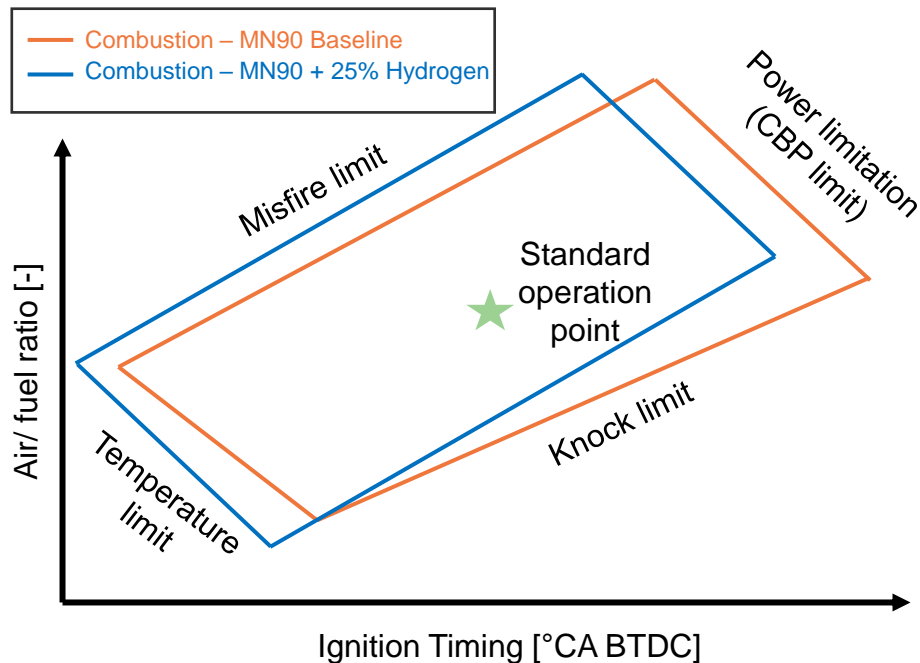 Combustion – MN90 Baseline
Combustion – MN90 + 25% Hydrogen
Power limitation
(CBP limit)
Misfire limit
Standard
operation
point
Air/ fuel ratio [-]
Knock limit
Temperature
limit
Ignition Timing [°CA BTDC]